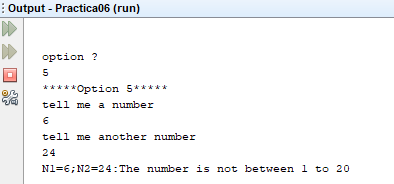 Output - Practica06 (run)
option ?
5
*****Option 5*****
tell me a number
6
tell me another number
24
N1=6;N2=24:The number is not between 1 to 20